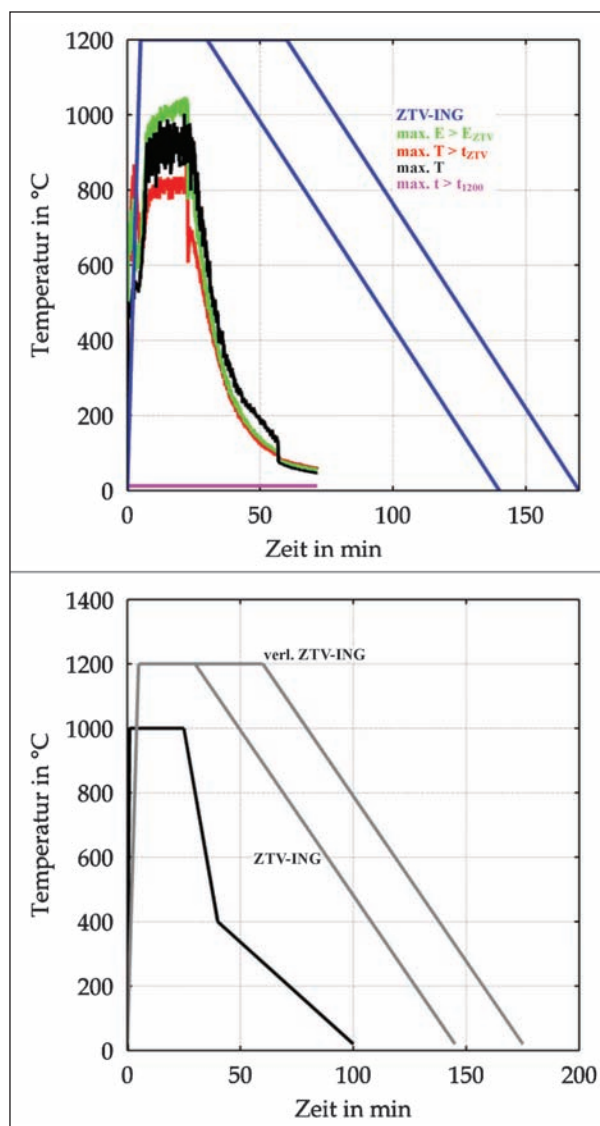 1200
1000
800
600
400
200
0
Temperatur in °C
ZTV-ING
max. E > E_ZTV
max. T > t_ZTV
max. T
max. t > t_1200
0 50 100 150
Zeit in min
1400
1200
1000
800
600
400
200
0
Temperatur in °C
verl. ZTV-ING
ZTV-ING
0 50 100 150 200
Zeit in min